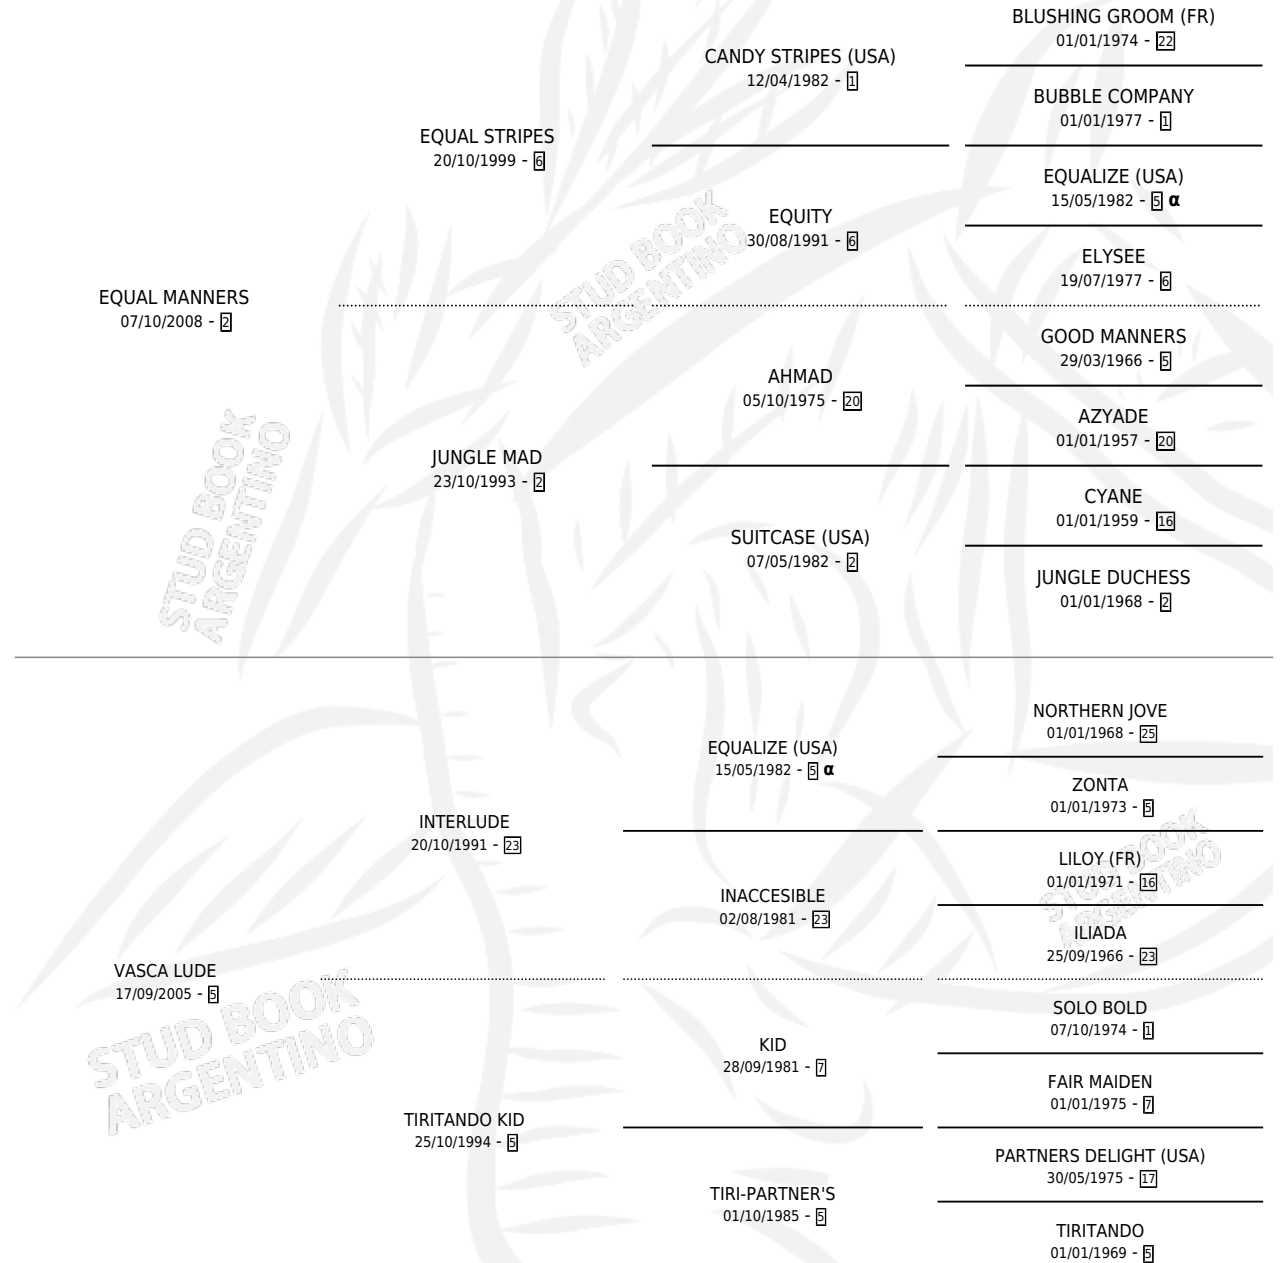 BLUSHING GROOM (FR)
01/01/1974 - 22
CANDY STRIPES (USA)
12/04/1982 - 1
BUBBLE COMPANY
01/01/1977 - 1
EQUAL STRIPES
20/10/1999 - 6
EQUALIZE (USA)
15/05/1982 - 5 α
EQUITY
30/08/1991 - 6
ELYSEE
19/07/1977 - 6
EQUAL MANNERS
07/10/2008 - 2
GOOD MANNERS
29/03/1966 - 5
AHMAD
05/10/1975 - 20
AZYADE
01/01/1957 - 20
JUNGLE MAD
23/10/1993 - 2
CYANE
01/01/1959 - 16
SUITCASE (USA)
07/05/1982 - 2
JUNGLE DUCHESS
01/01/1968 - 2
NORTHERN JOVE
01/01/1968 - 25
EQUALIZE (USA)
15/05/1982 - 5 α
ZONTA
01/01/1973 - 5
INTERLUDE
20/10/1991 - 23
LILOY (FR)
01/01/1971 - 16
INACCESIBLE
02/08/1981 - 23
ILIADA
25/09/1966 - 23
VASCA LUDE
17/09/2005 - 5
SOLO BOLD
07/10/1974 - 1
KID
28/09/1981 - 7
FAIR MAIDEN
01/01/1975 - 7
TIRITANDO KID
25/10/1994 - 5
PARTNERS DELIGHT (USA)
30/05/1975 - 17
TIRI-PARTNER'S
01/10/1985 - 5
TIRITANDO
01/01/1969 - 5
STUD BOOK
ARGENTINO
STUD BOOK
ARGENTINO
STUD BOOK
ARGENTINO
STUD BOOK
ARGENTINO